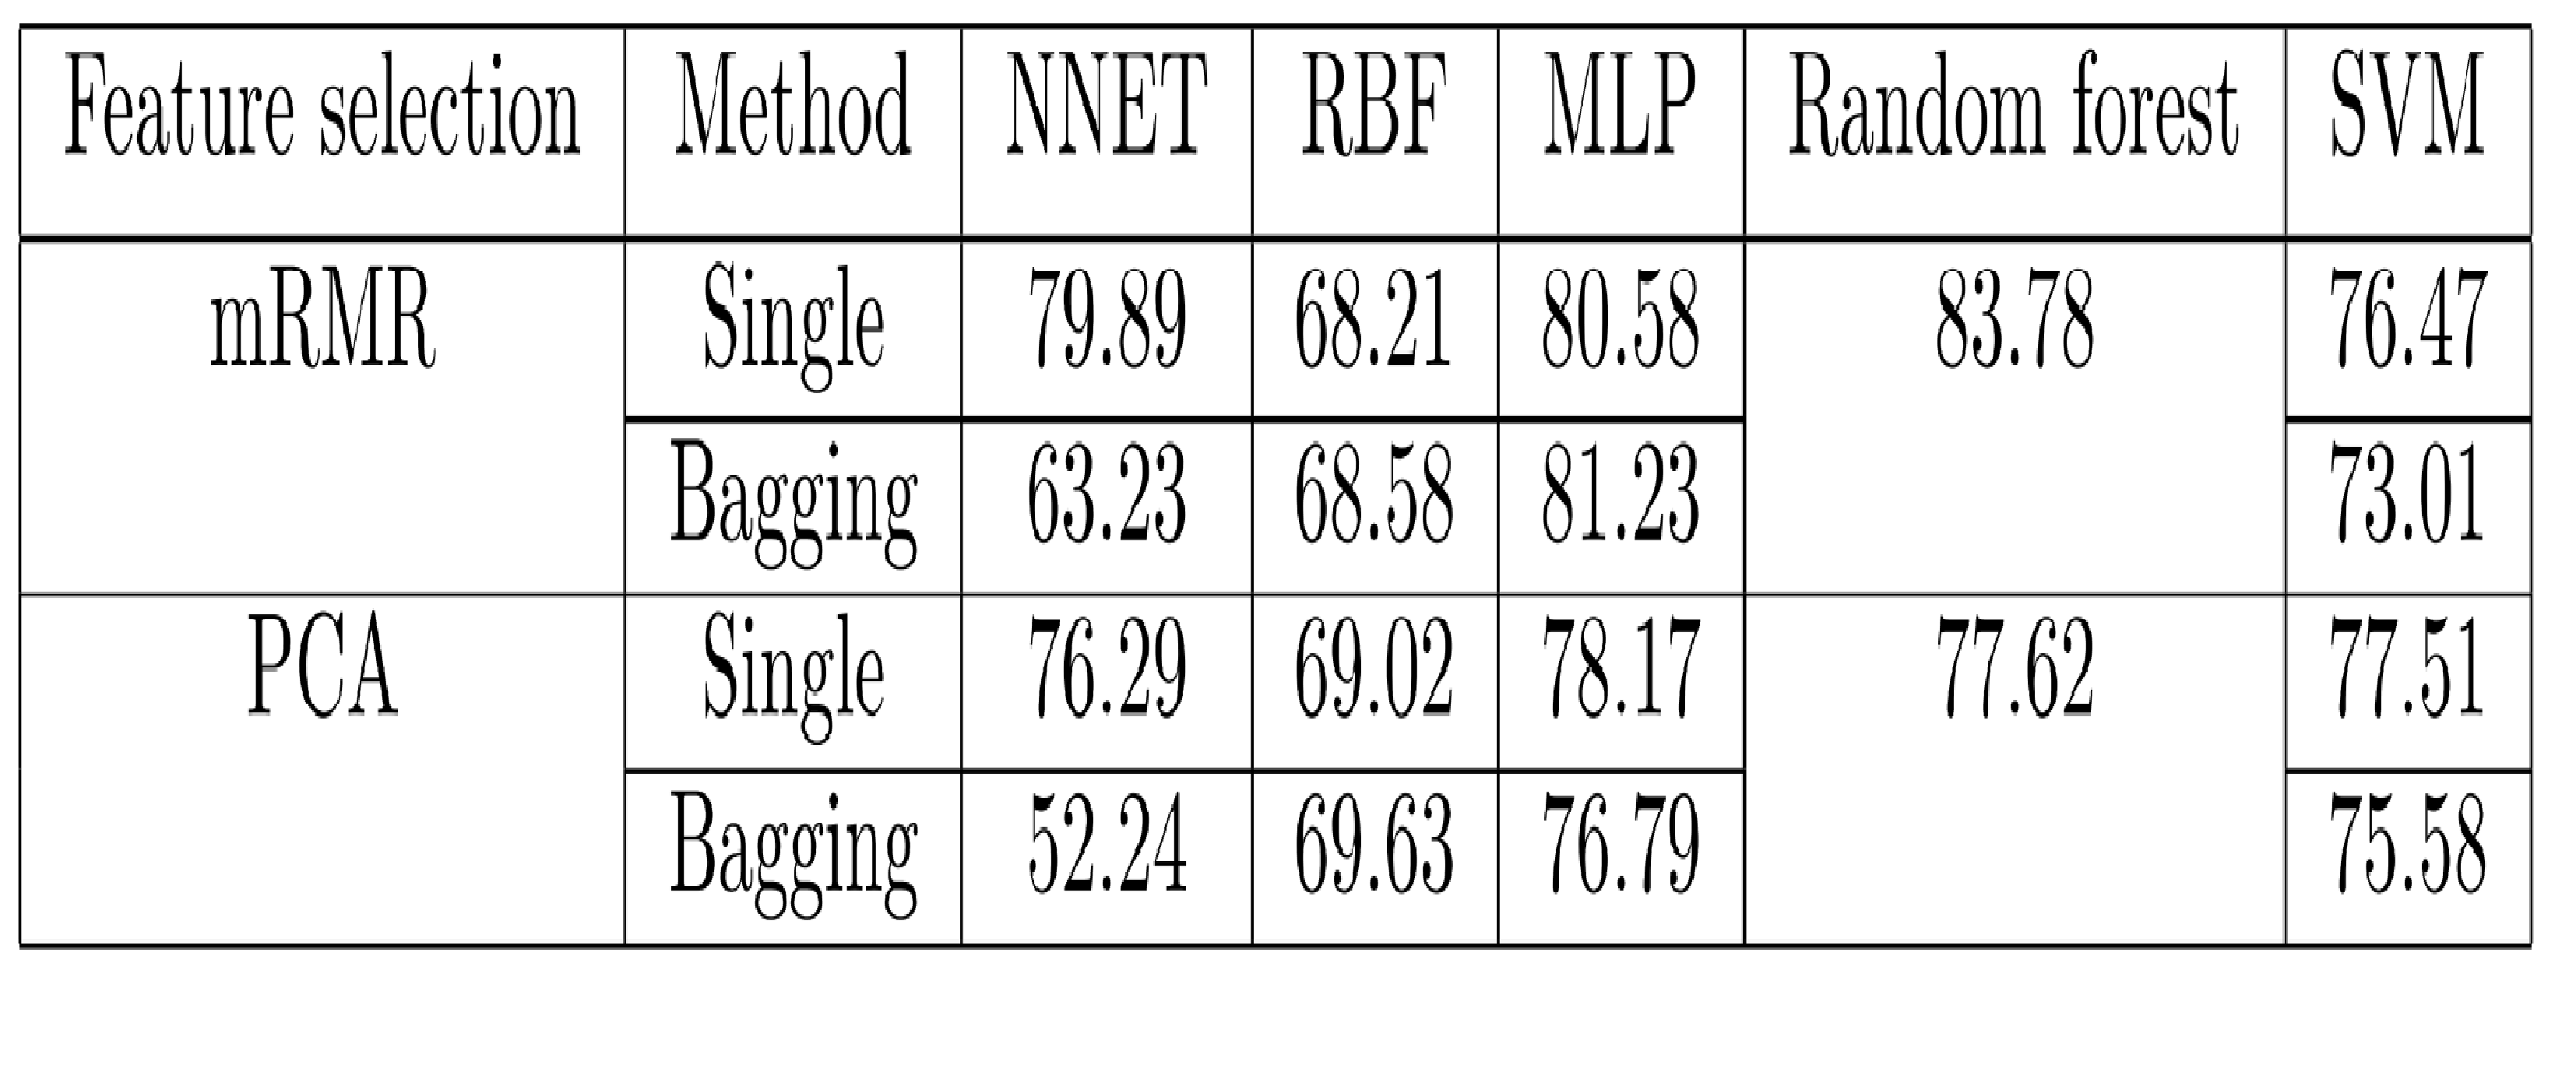 Feature selection Method NNET RBF MLP Random forest SVM
mRMR Single 79.89 68.21 80.58 83.78 76.47
Bagging 63.23 68.58 81.23 73.01
PCA Single 76.29 69.02 78.17 77.62 77.51
Bagging 52.24 69.63 76.79 75.58